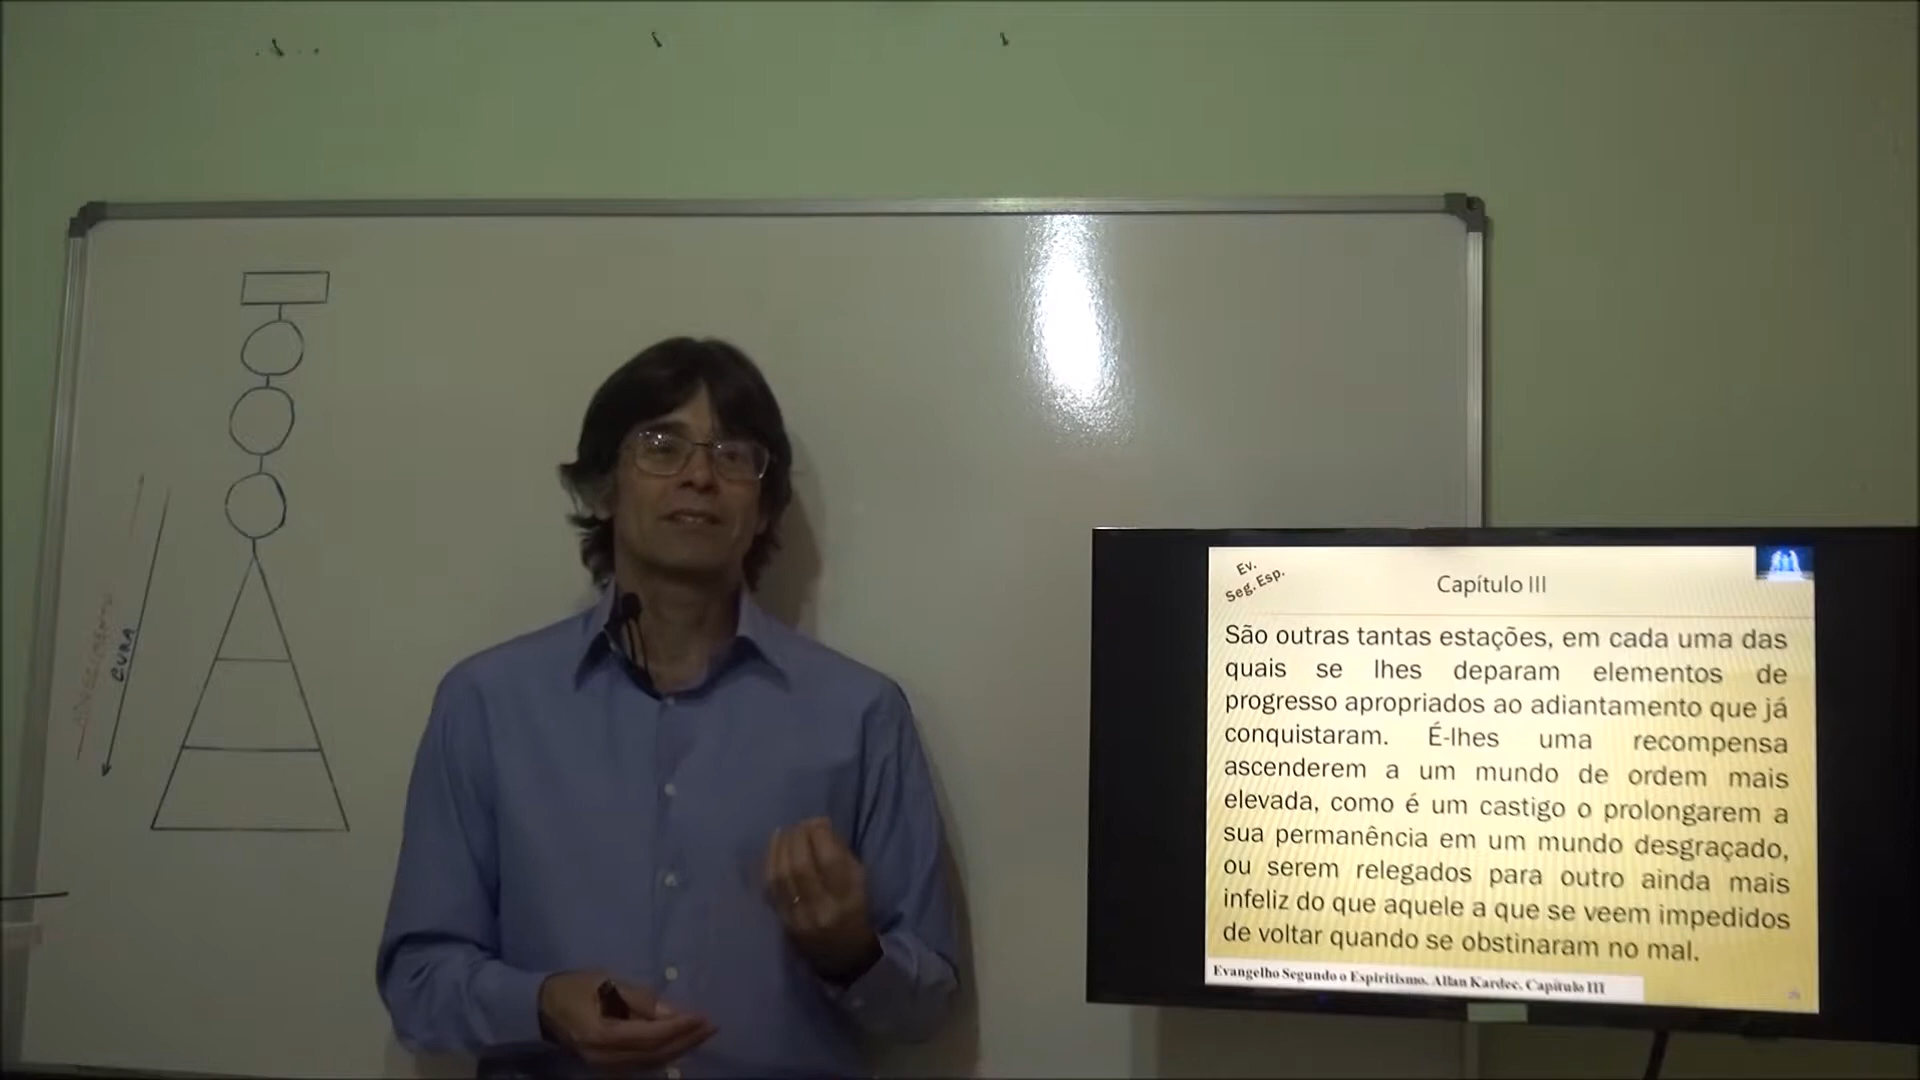 CURA
Ev.
Seg. Esp.
Capítulo III
São outras tantas estações, em cada uma das
quais se lhes deparam elementos de
progresso apropriados ao adiantamento que já
conquistaram. É-lhes uma recompensa
ascenderem a um mundo de ordem mais
elevada, como é um castigo o prolongarem a
sua permanência em um mundo desgraçado,
ou serem relegados para outro ainda mais
infeliz do que aquele a que se veem impedidos
de voltar quando se obstinaram no mal.
Evangelho Segundo o Espiritismo. Allan Kardec. Capítulo III